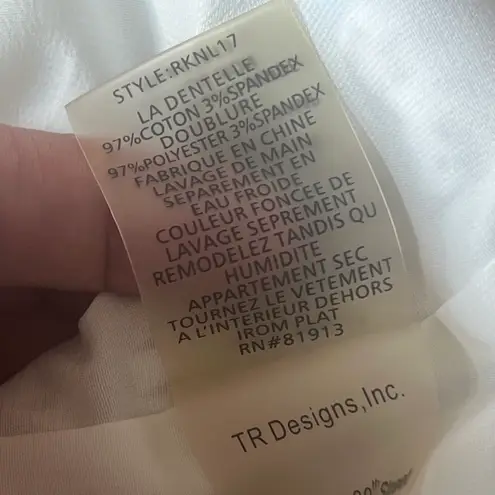 STYLE:RKNL17
LA DENTELLE
97%COTON 3%SPANDEX
DOUBLURE
97%POLYESTER 3%SPANDEX
FABRIQUE EN CHINE
LAVAGE DE MAIN
SEPAREMENT EN
EAU FROIDE
COULEUR FONCEE DE
LAVAGE SEPREMENT
REMODELEZ TANDIS QU
HUMIDITE
APPARTEMENT SEC
TOURNEZ LE VETEMENT
A L'INTERIEUR DEHORS
IROM PLAT
RN#81913
TR Designs,Inc.